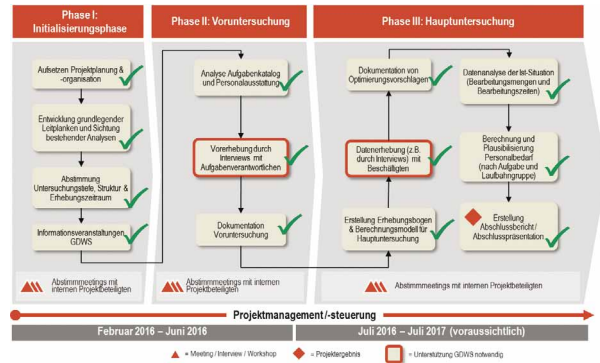 Phase I:
Initialisierungsphase
Phase II: Voruntersuchung
Phase III: Hauptuntersuchung
Aufsetzen Projektplanung &
-organisation
Entwicklung grundlegender
Leitplanken und Sichtung
bestehender Analysen
Abstimmung
Untersuchungstiefe, Struktur &
Erhebungszeitraum
Informationsveranstaltungen
GDWS
Analyse Aufgabenkatalog
und Personalausstattung
Vorerhebung durch
Interviews mit
Aufgabenverantwortlichen
Dokumentation
Voruntersuchung
Dokumentation von
Optimierungsvorschlägen
Datenerhebung (z.B.
durch Interviews) mit
Beschäftigten
Erstellung Erhebungsbogen
& Berechnungsmodell für
Hauptuntersuchung
Datenanalyse der Ist-Situation
(Bearbeitungsmengen und
Bearbeitungszeiten)
Berechnung und
Plausibilisierung
Personalbedarf
(nach Aufgabe und
Laufbahngruppe)
Erstellung
Abschlussbericht /
Abschlusspräsentation
Abstimmmeetings mit
internen Projektbeteiligten
Abstimmmeetings mit internen
Projektbeteiligten
Abstimmmeetings mit internen Projektbeteiligten
Projektmanagement/-steuerung
Februar 2016 – Juni 2016
Juli 2016 – Juli 2017 (voraussichtlich)
= Meeting / Interview / Workshop
= Projektergebnis
= Unterstützung GDWS notwendig